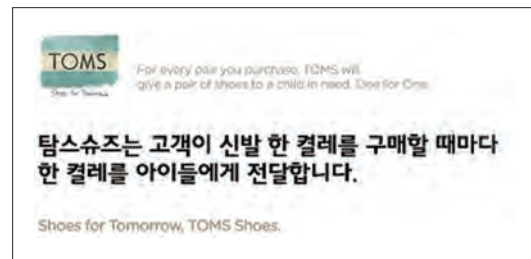 TOMS
Shoes for Tomorrow
For every pair you purchase, TOMS will
give a pair of shoes to a child in need. One for One.
탐스슈즈는 고객이 신발 한 켤레를 구매할 때마다
한 켤레를 아이들에게 전달합니다.
Shoes for Tomorrow, TOMS Shoes.